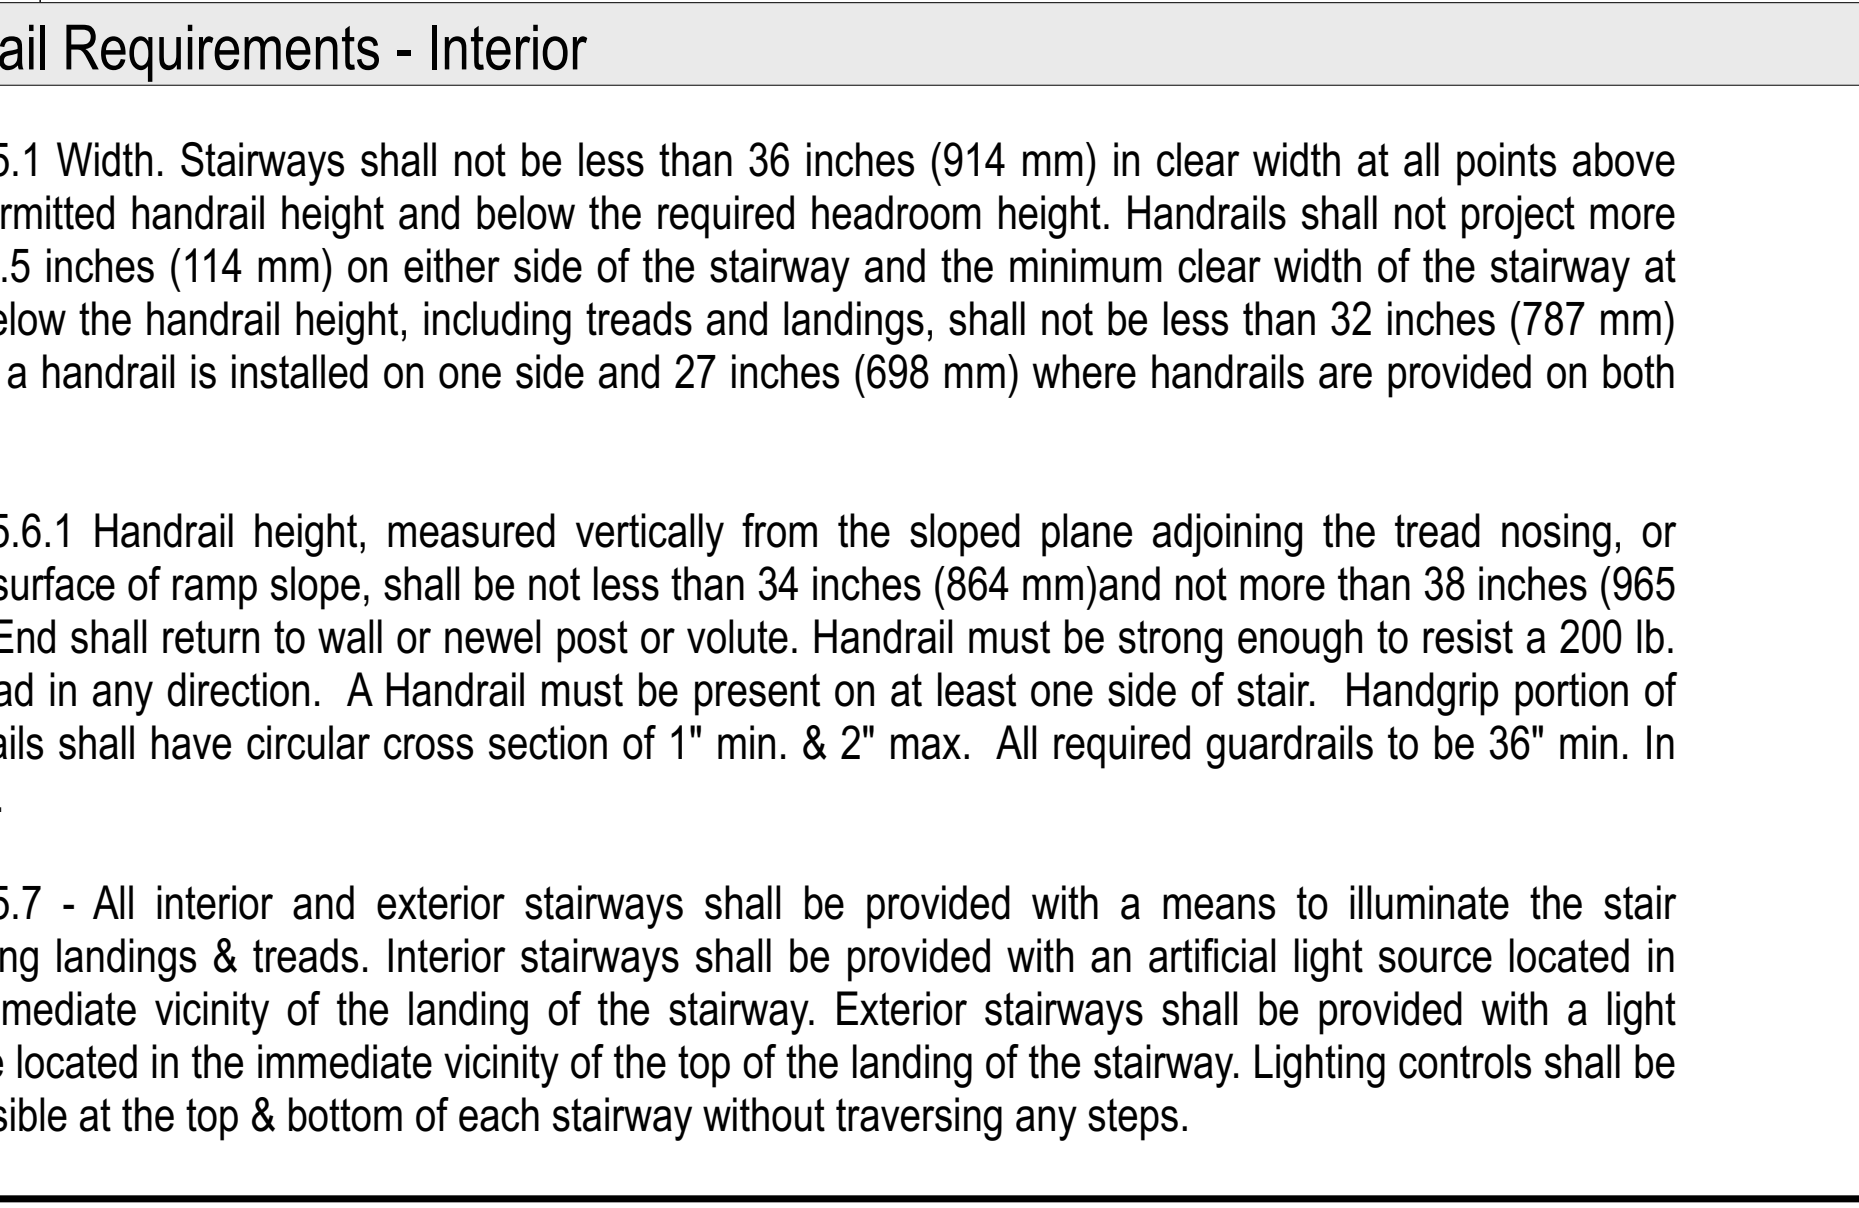 ail Requirements - Interior
5.1 Width. Stairways shall not be less than 36 inches (914 mm) in clear width at all points above
rmitted handrail height and below the required headroom height. Handrails shall not project more
.5 inches (114 mm) on either side of the stairway and the minimum clear width of the stairway at
elow the handrail height, including treads and landings, shall not be less than 32 inches (787 mm)
a handrail is installed on one side and 27 inches (698 mm) where handrails are provided on both
5.6.1 Handrail height, measured vertically from the sloped plane adjoining the tread nosing, or
surface of ramp slope, shall be not less than 34 inches (864 mm)and not more than 38 inches (965
End shall return to wall or newel post or volute. Handrail must be strong enough to resist a 200 lb.
ad in any direction.  A Handrail must be present on at least one side of stair.  Handgrip portion of
ails shall have circular cross section of 1" min. & 2" max.  All required guardrails to be 36" min. In
.
5.7 - All interior and exterior stairways shall be provided with a means to illuminate the stair
ng landings & treads. Interior stairways shall be provided with an artificial light source located in
mediate vicinity of the landing of the stairway. Exterior stairways shall be provided with a light
e located in the immediate vicinity of the top of the landing of the stairway. Lighting controls shall be
sible at the top & bottom of each stairway without traversing any steps.